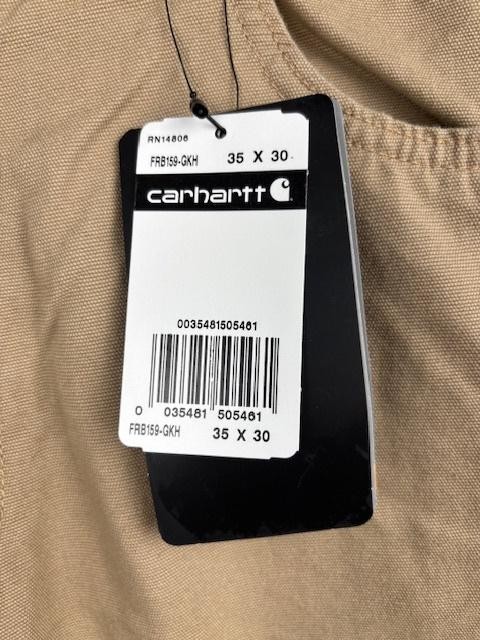 RN14806
FRB159-GKH 35 X 30
carhartt
0035481505461
0 035481 505461
FRB159-GKH 35 X 30